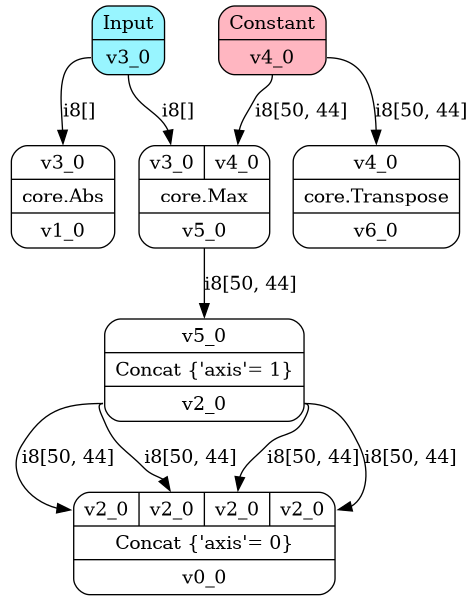 Input
v3_0
Constant
v4_0
i8[]
i8[]
i8[50, 44]
i8[50, 44]
v3_0
core.Abs
v1_0
v3_0 v4_0
core.Max
v5_0
v4_0
core.Transpose
v6_0
i8[50, 44]
v5_0
Concat {'axis'= 1}
v2_0
i8[50, 44]
i8[50, 44]
i8[50, 44]
i8[50, 44]
v2_0 v2_0 v2_0 v2_0
Concat {'axis'= 0}
v0_0